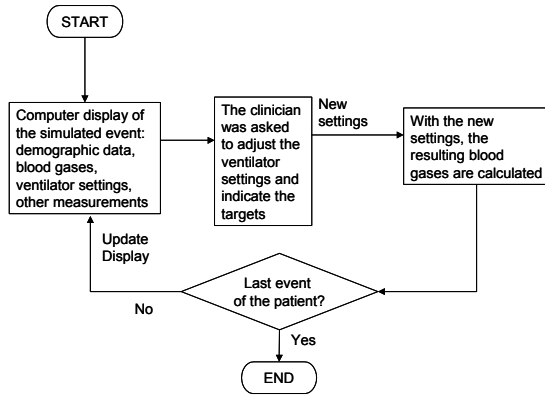 START
Computer display of
the simulated event:
demographic data,
blood gases,
ventilator settings,
other measurements
The clinician
was asked
to adjust the
ventilator
settings and
indicate the
targets
New
settings
With the new
settings, the
resulting blood
gases are calculated
Update
Display
Last event
of the patient?
No
Yes
END